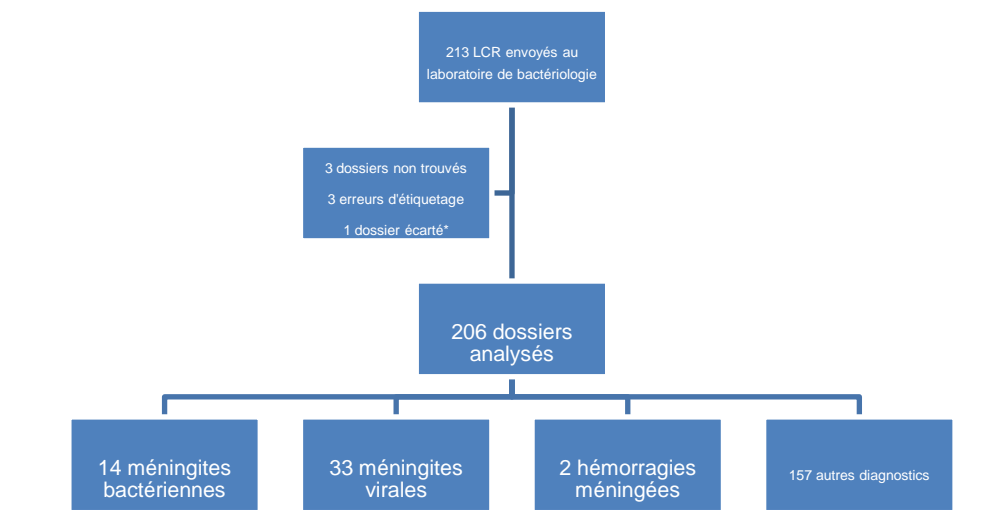 213 LCR envoyés au
laboratoire de bactériologie
3 dossiers non trouvés
3 erreurs d'étiquetage
1 dossier écarté*
206 dossiers
analysés
14 méningites
bactériennes
33 méningites
virales
2 hémorragies
méningées
157 autres diagnostics